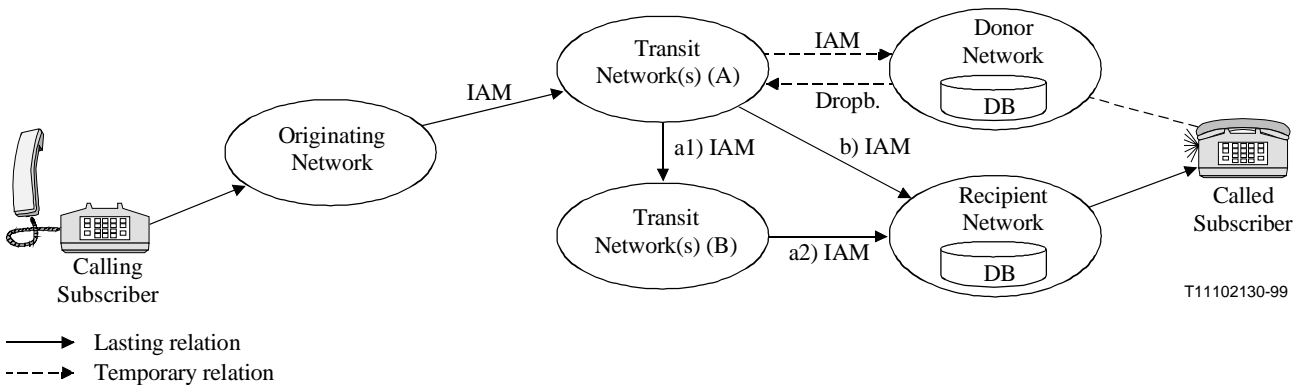 IAM
Donor
Network
Transit
Network(s) (A)
DB
Dropb.
IAM
Originating
Network
a1) IAM
b) IAM
Called
Subscriber
Transit
Network(s) (B)
Recipient
Network
a2) IAM
DB
Calling
Subscriber
T11102130-99
Lasting relation
Temporary relation